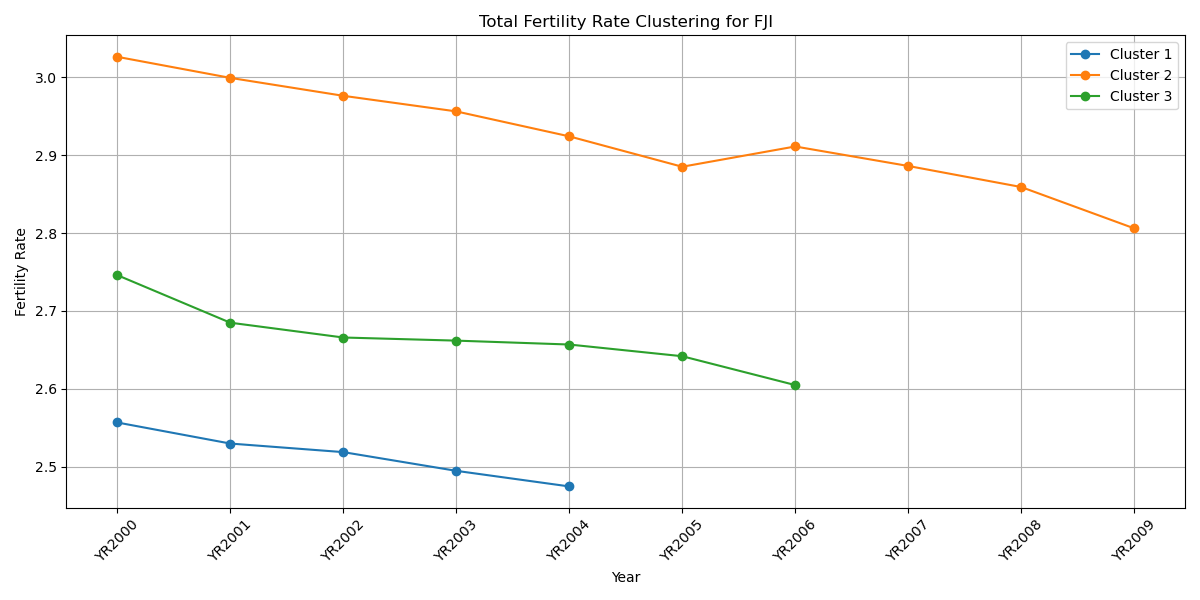 Total Fertility Rate Clustering for FJI
Cluster 1
Cluster 2
Cluster 3
Fertility Rate
3.0
2.9
2.8
2.7
2.6
2.5
YR2000
YR2001
YR2002
YR2003
YR2004
YR2005
YR2006
YR2007
YR2008
YR2009
Year